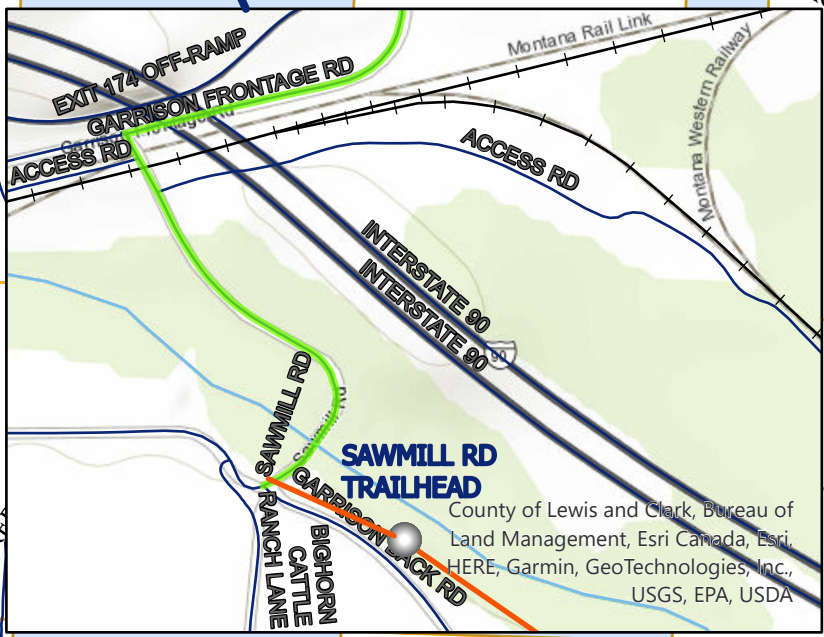 EXIT 174 OFF-RAMP
Montana Rail Link
Montana Western Railway
GARRISON FRONTAGE RD
ACCESS RD
ACCESS RD
INTERSTATE 90
INTERSTATE 90
90
SAWMILL RD
Sawmill Rd
SAWMILL RD
TRAILHEAD
GARRISON BACK RD
RANCH LANE
CATTLE
BIGHORN
County of Lewis and Clark, Bureau of
Land Management, Esri Canada, Esri,
HERE, Garmin, GeoTechnologies, Inc.,
USGS, EPA, USDA